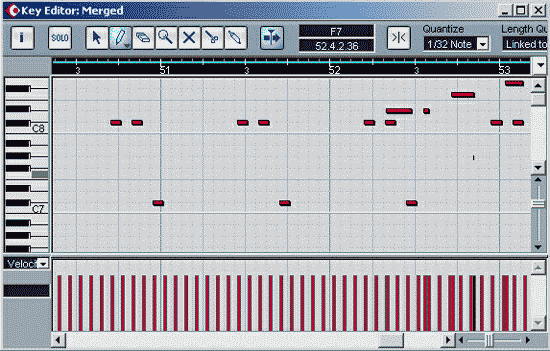 Key Editor: Merged
i
SOLO
F7
52.4.2.36
Quantize
1/32 Note
Length Qu
Linked to
3 51 3 52 3 53
C8
C7
Veloci